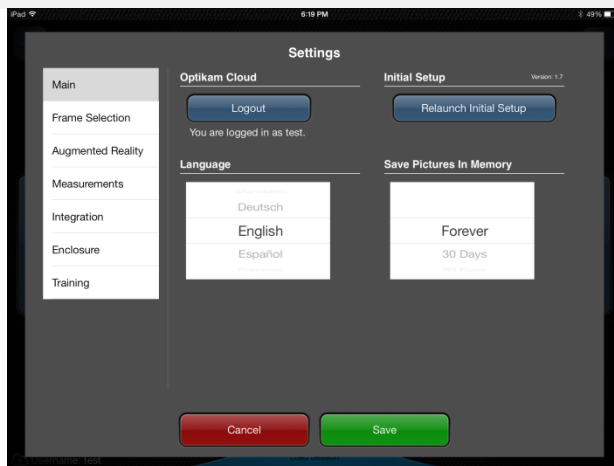 iPad
6:19 PM
49%
Settings
Main
Frame Selection
Augmented Reality
Measurements
Integration
Enclosure
Training
Optikam Cloud
Logout
You are logged in as test.
Initial Setup
Version: 1.7
Relaunch Initial Setup
Language
Deutsch
English
Español
Save Pictures In Memory
Forever
30 Days
Cancel
Save
Username: test